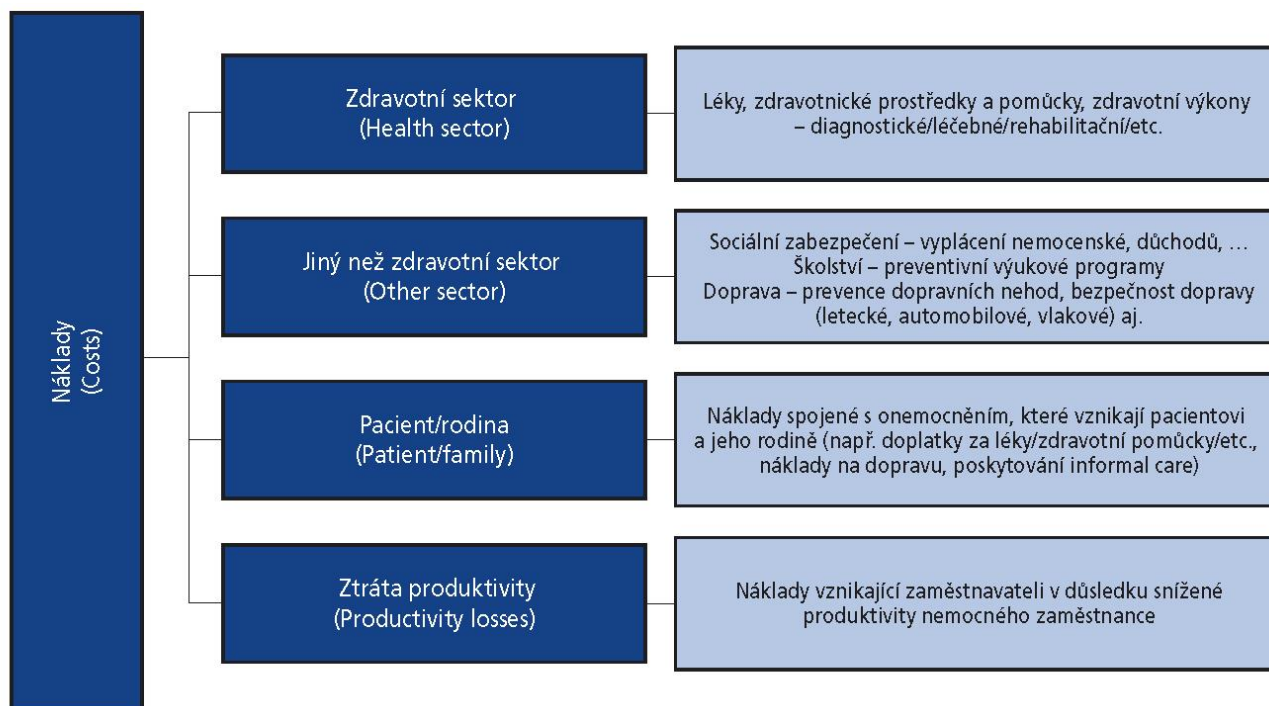 Náklady
(Costs)
Zdravotní sektor
(Health sector)
Léky, zdravotnické prostředky a pomůcky, zdravotní výkony
– diagnostické/léčebné/rehabilitační/etc.
Jiný než zdravotní sektor
(Other sector)
Sociální zabezpečení – vyplácení nemocenské, důchodů, …
Školství – preventivní výukové programy
Doprava – prevence dopravních nehod, bezpečnost dopravy
(letecké, automobilové, vlakové) aj.
Pacient/rodina
(Patient/family)
Náklady spojené s onemocněním, které vznikají pacientovi
a jeho rodině (např. doplatky za léky/zdravotní pomůcky/etc.,
náklady na dopravu, poskytování informal care)
Ztráta produktivity
(Productivity losses)
Náklady vznikající zaměstnavateli v důsledku snížené
produktivity nemocného zaměstnance